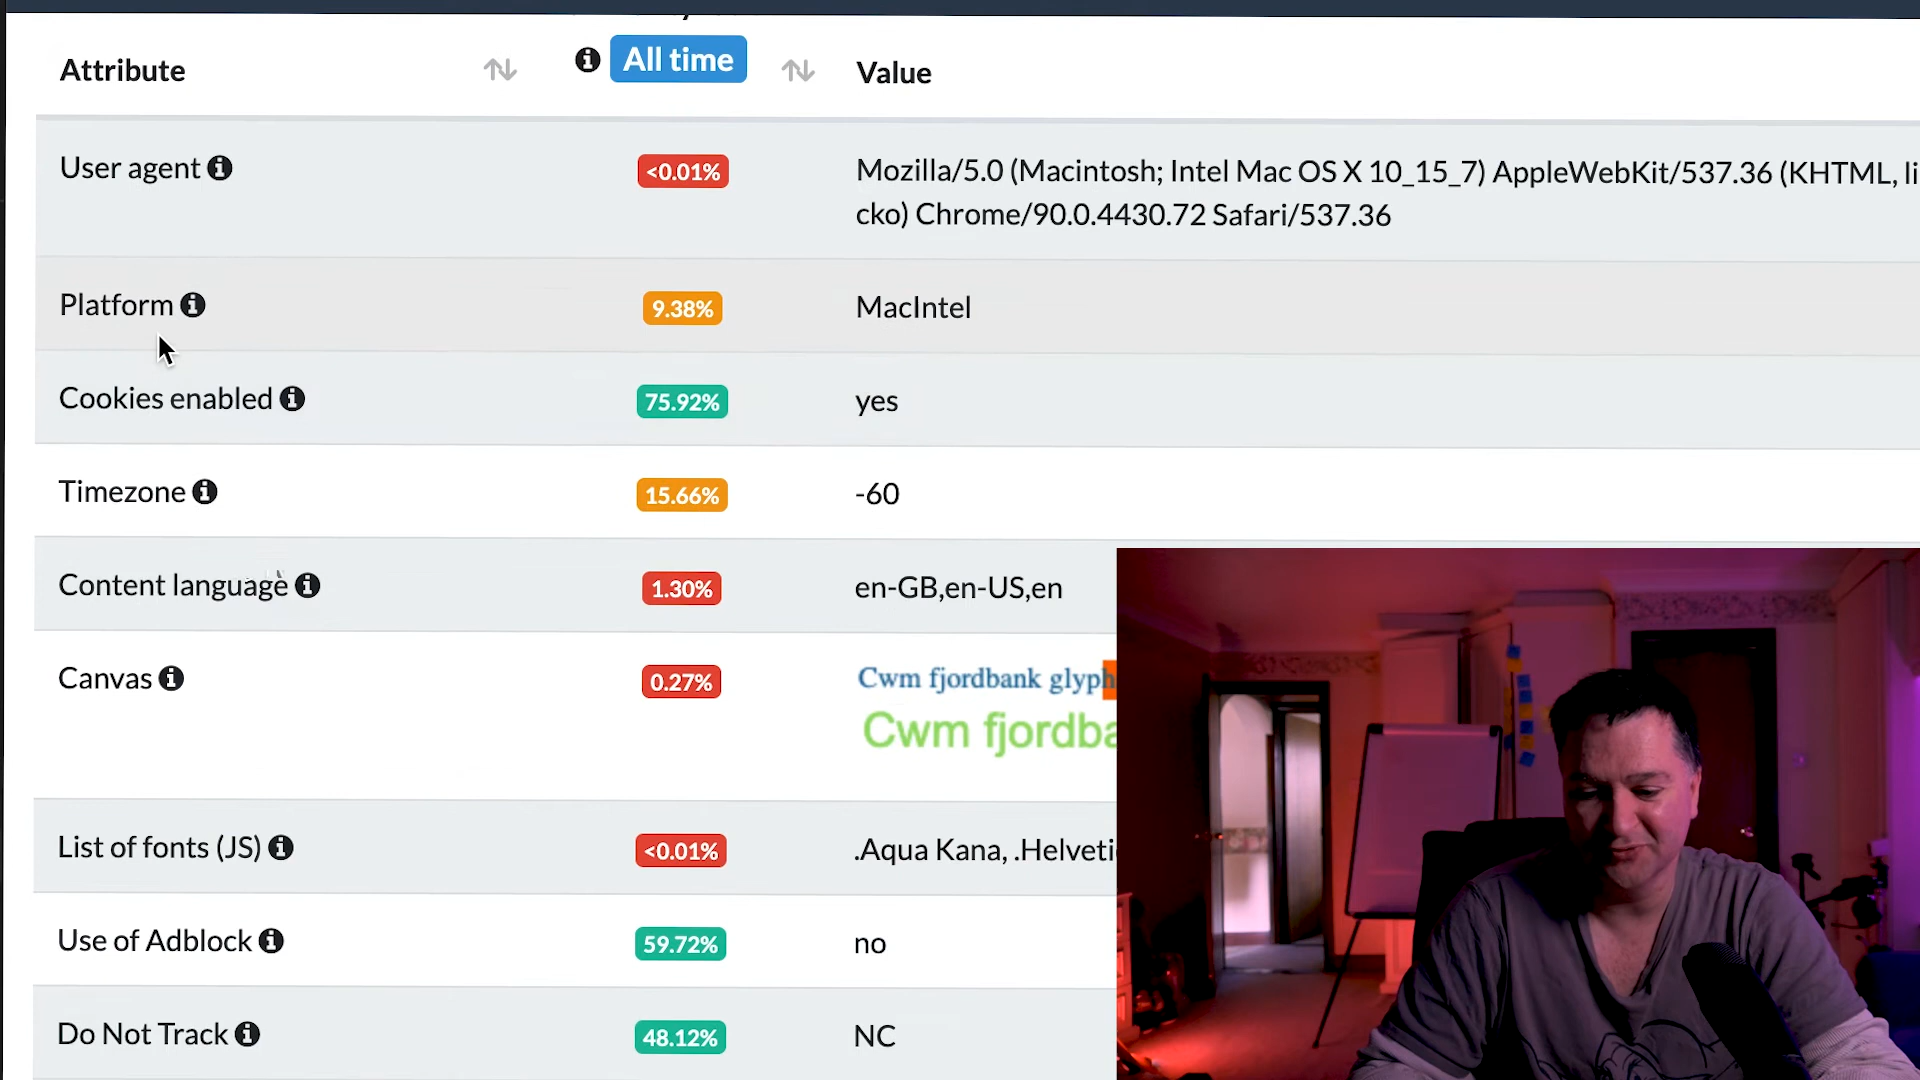 Attribute All time Value
User agent <0.01% Mozilla/5.0 (Macintosh; Intel Mac OS X 10_15_7) AppleWebKit/537.36 (KHTML, li
cko) Chrome/90.0.4430.72 Safari/537.36
Platform 9.38% MacIntel
Cookies enabled 75.92% yes
Timezone 15.66% -60
Content language 1.30% en-GB,en-US,en
Canvas 0.27% Cwm fjordbank glyph
Cwm fjordba
List of fonts (JS) <0.01% .Aqua Kana, .Helveti
Use of Adblock 59.72% no
Do Not Track 48.12% NC